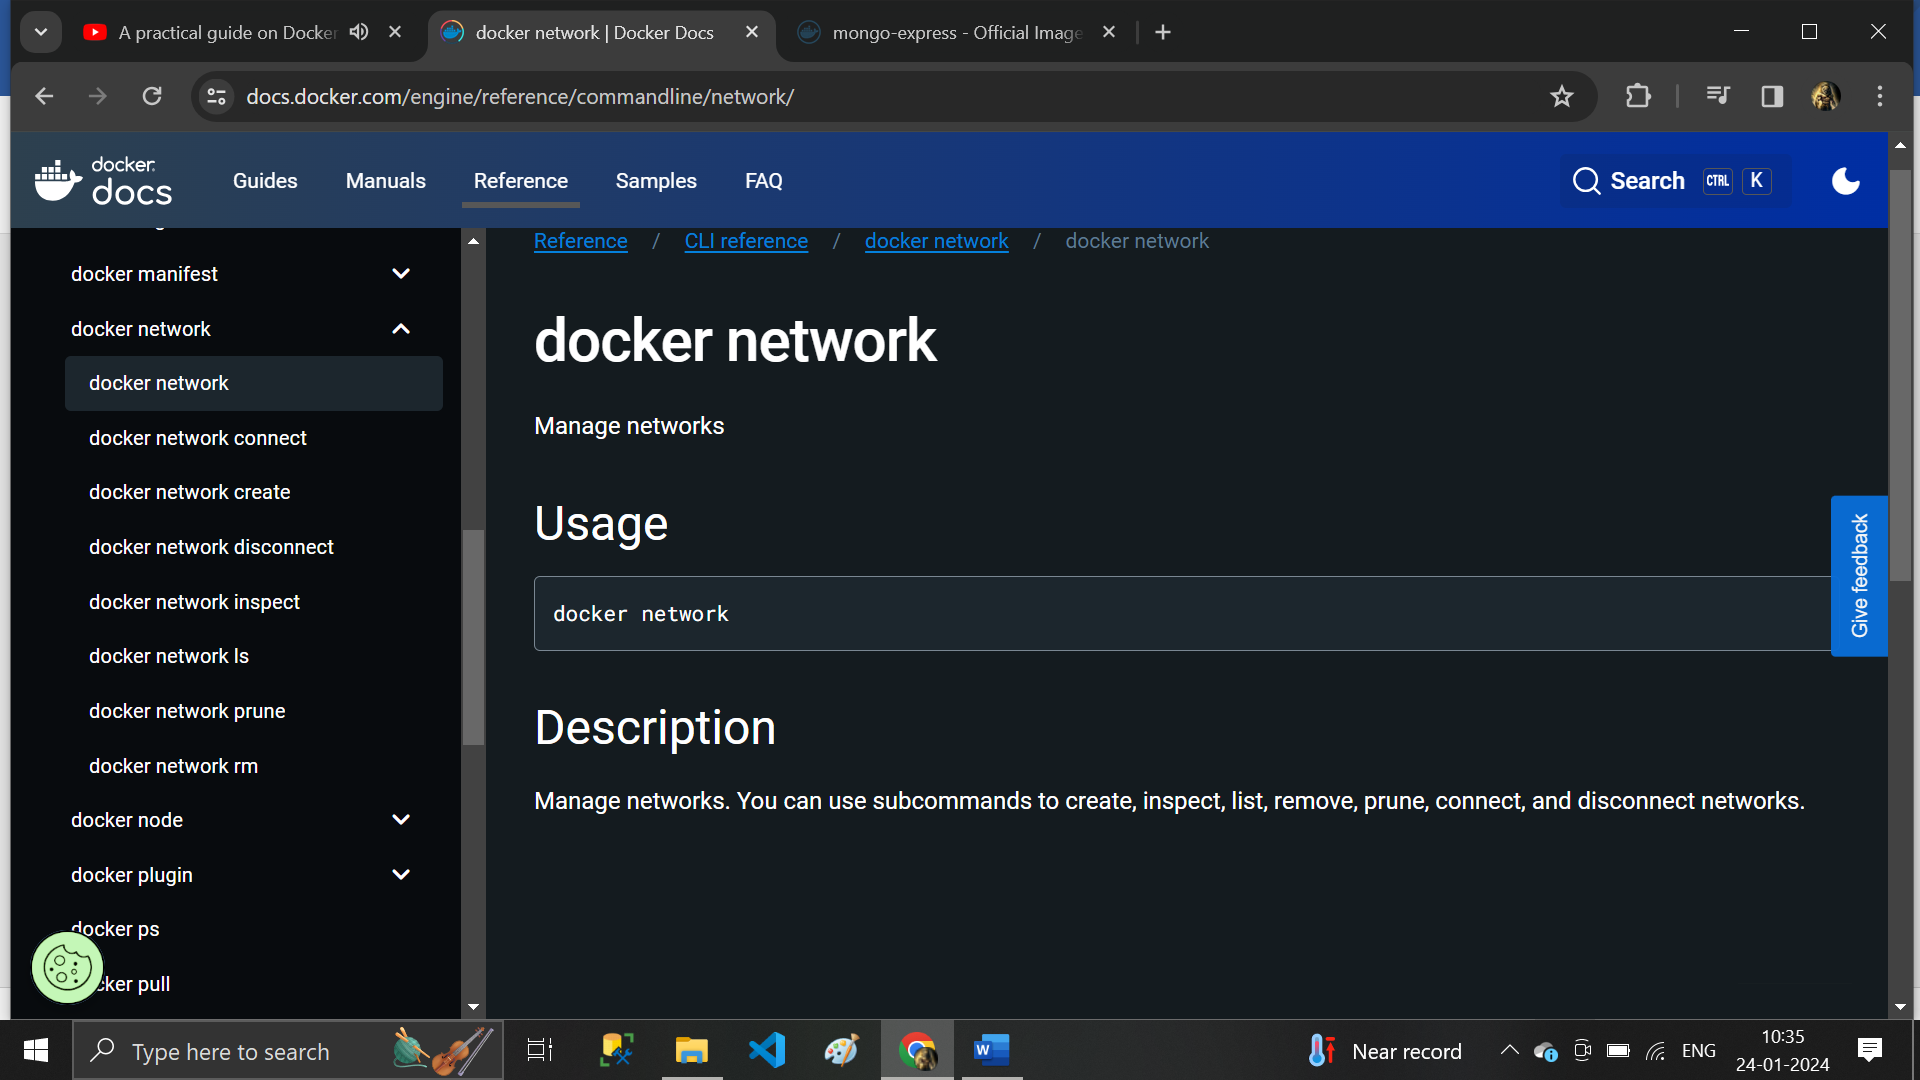 A practical guide on Docker
docker network | Docker Docs
mongo-express - Official Image
docs.docker.com/engine/reference/commandline/network/
docker
docs
Guides
Manuals
Reference
Samples
FAQ
Search
CTRL
K
docker manifest
docker network
docker network
docker network connect
docker network create
docker network disconnect
docker network inspect
docker network ls
docker network prune
docker network rm
docker node
docker plugin
docker ps
cker pull
Reference / CLI reference / docker network / docker network
docker network
Manage networks
Usage
docker network
Description
Manage networks. You can use subcommands to create, inspect, list, remove, prune, connect, and disconnect networks.
Give feedback
Type here to search
W
Near record
ENG
10:35
24-01-2024